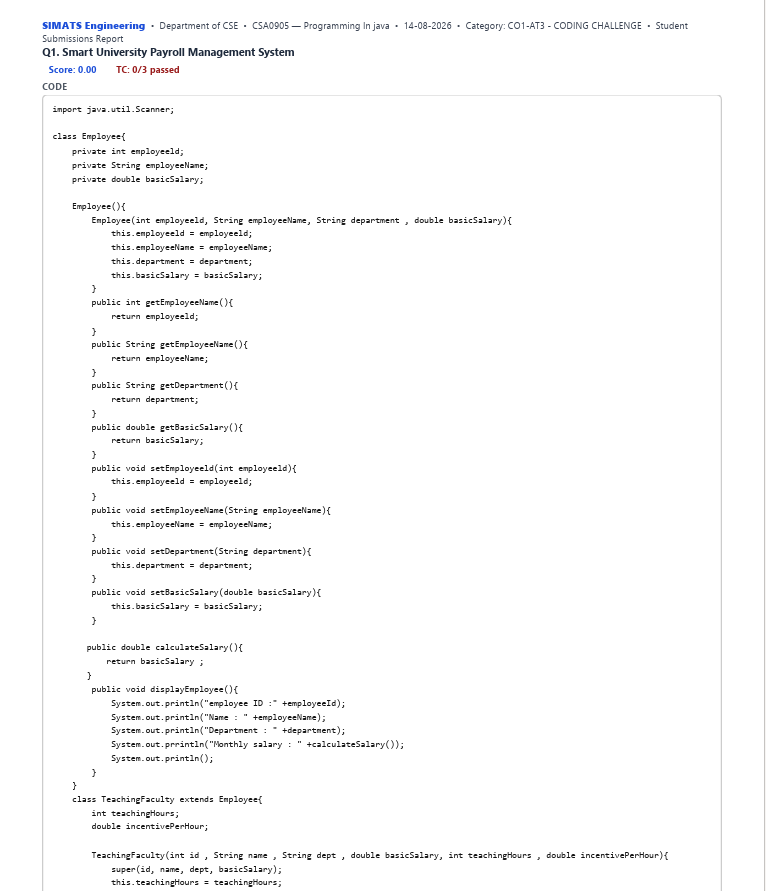 SIMATS Engineering • Department of CSE • CSA0905 — Programming In java • 14-08-2026 • Category: CO1-AT3 - CODING CHALLENGE • Student
Submissions Report
Q1. Smart University Payroll Management System
Score: 0.00 TC: 0/3 passed
CODE
import java.util.Scanner;

class Employee{
    private int employeeld;
    private String employeeName;
    private double basicSalary;

    Employee(){
        Employee(int employeeld, String employeeName, String department , double basicSalary){
            this.employeeld = employeeld;
            this.employeeName = employeeName;
            this.department = department;
            this.basicSalary = basicSalary;
        }
        public int getEmployeeName(){
            return employeeld;
        }
        public String getEmployeeName(){
            return employeeName;
        }
        public String getDepartment(){
            return department;
        }
        public double getBasicSalary(){
            return basicSalary;
        }
        public void setEmployeeld(int employeeld){
            this.employeeld = employeeld;
        }
        public void setEmployeeName(String employeeName){
            this.employeeName = employeeName;
        }
        public void setDepartment(String department){
            this.department = department;
        }
        public void setBasicSalary(double basicSalary){
            this.basicSalary = basicSalary;
        }

       public double calculateSalary(){
           return basicSalary ;
       }
        public void displayEmployee(){
            System.out.println("employee ID :" +employeeId);
            System.out.println("Name : " +employeeName);
            System.out.println("Department : " +department);
            System.out.prrintln("Monthly salary : " +calculateSalary());
            System.out.println();
        }
    }
    class TeachingFaculty extends Employee{
        int teachingHours;
        double incentivePerHour;

        TeachingFaculty(int id , String name , String dept , double basicSalary, int teachingHours , double incentivePerHour){
            super(id, name, dept, basicSalary);
            this.teachingHours = teachingHours;